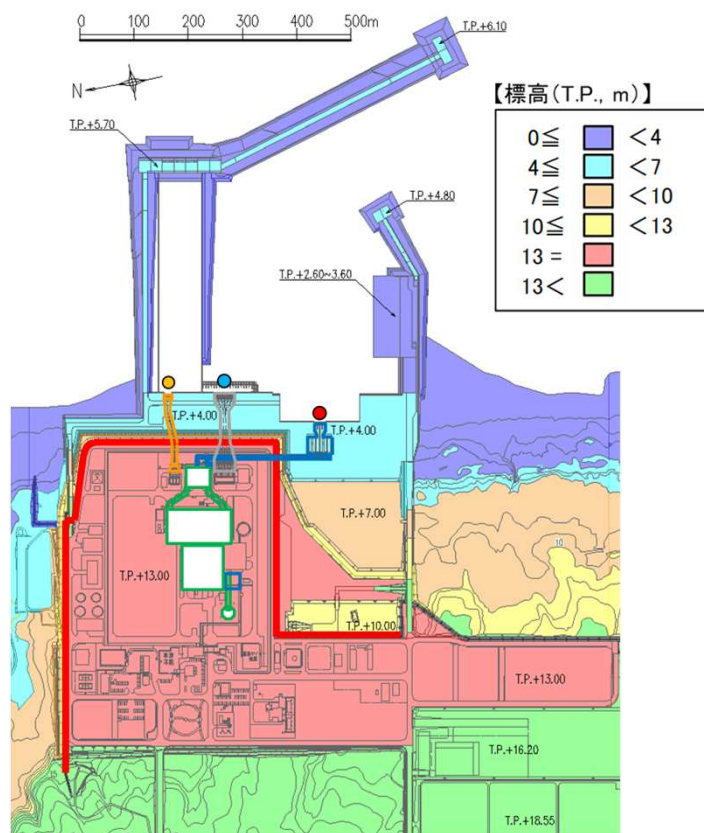 0 100 200 300 400 500m
T.P.+6.10
N
【標高(T.P., m)】
0≦ <4
4≦ <7
7≦ <10
10≦ <13
13 =
13<
T.P.+5.70
T.P.+4.80
T.P.+2.60~3.60
T.P.+4.00
T.P.+4.00
T.P.+7.00
10
T.P.+13.00
T.P.+10.00
T.P.+13.00
T.P.+16.20
T.P.+18.55